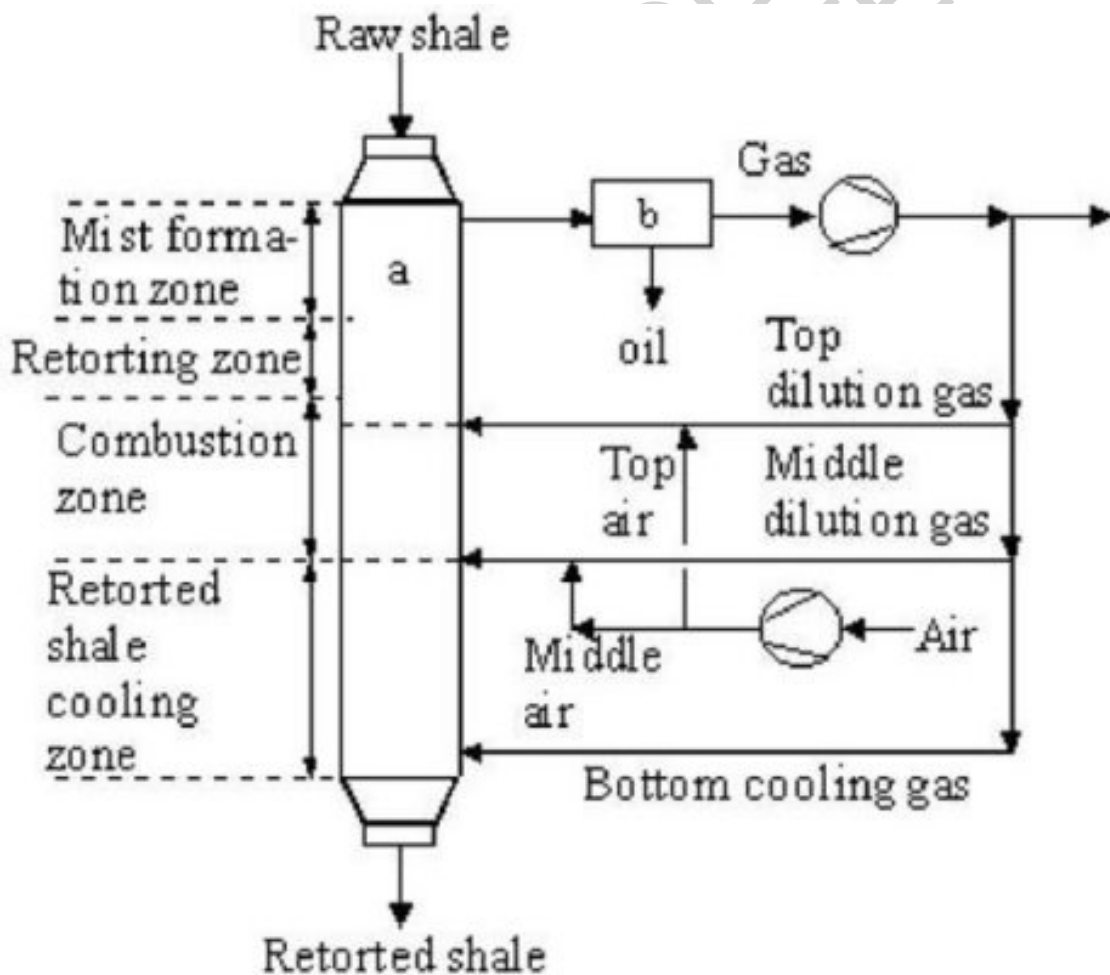 Raw shale
Gas
Mist forma-
tion zone
a
b
oil
Retorting zone
Top
dilution gas
Combustion
zone
Top
air
Middle
dilution gas
Retorted
shale
cooling
zone
Middle
air
Air
Bottom cooling gas
Retorted shale